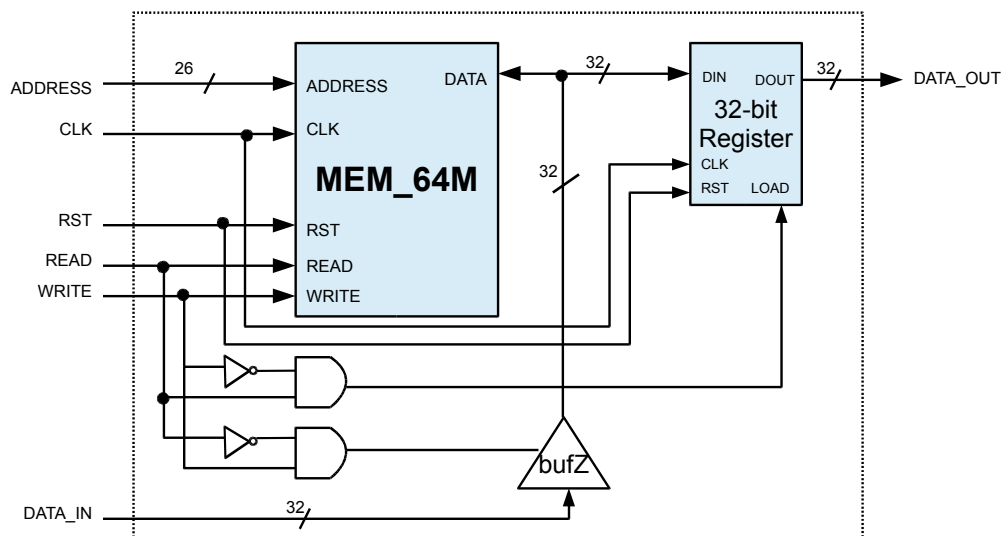 26
32
32
ADDRESS
ADDRESS
DATA
DIN
DOUT
DATA_OUT
CLK
CLK
32-bit
Register
MEM_64M
32
CLK
RST
LOAD
RST
RST
READ
READ
WRITE
WRITE
bufZ
DATA_IN
32